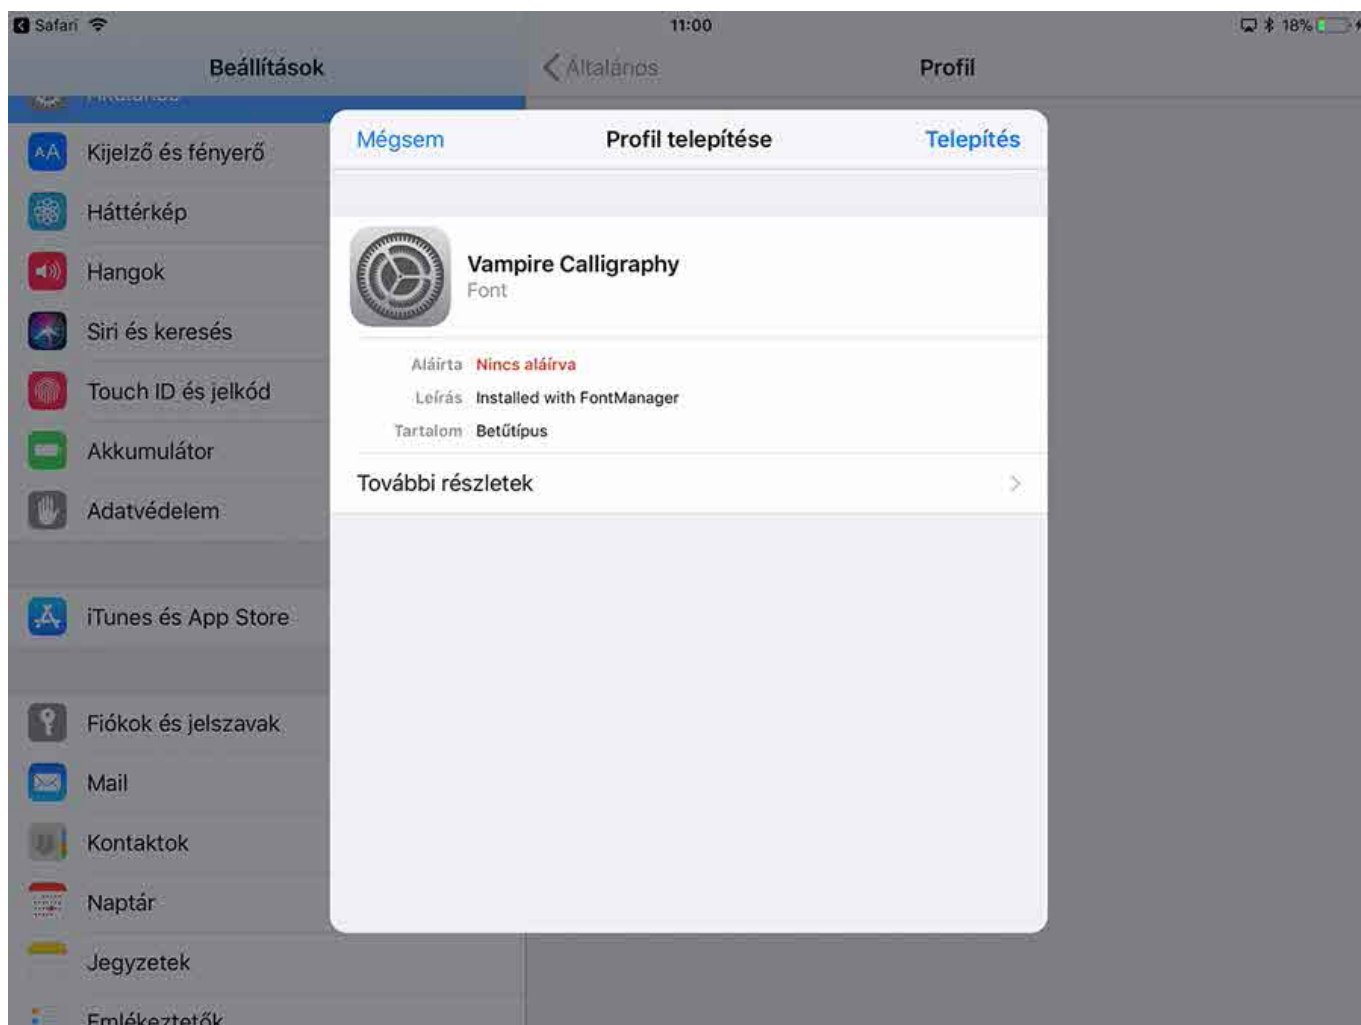 Safari
11:00
18%
Beállítások
Általános
Profil
Általános
Kijelző és fényerő
Háttérkép
Hangok
Siri és keresés
Touch ID és jelkód
Akkumulátor
Adatvédelem
iTunes és App Store
Fiókok és jelszavak
Mail
Kontaktok
Naptár
Jegyzetek
Emlékeztetők
Mégsem
Profil telepítése
Telepítés
Vampire Calligraphy
Font
Aláírta Nincs aláírva
Leírás Installed with FontManager
Tartalom Betűtípus
További részletek